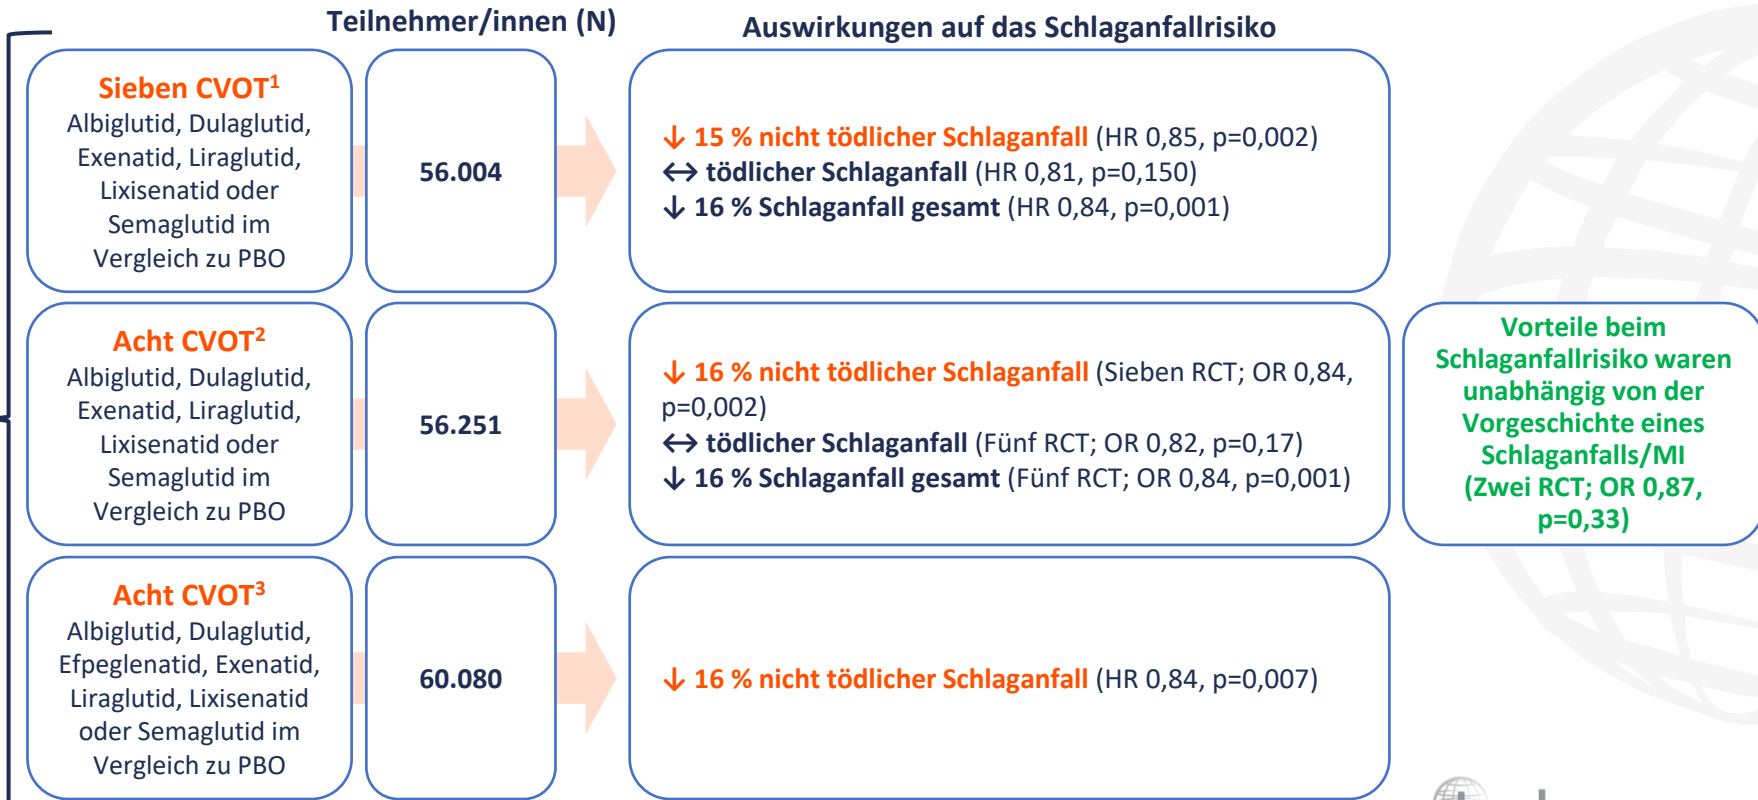 Teilnehmer/innen (N)
Auswirkungen auf das Schlaganfallrisiko
Sieben CVOT¹
Albiglutid, Dulaglutid,
Exenatid, Liraglutid,
Lixisenatid oder
Semaglutid im
Vergleich zu PBO
56.004
↓ 15 % nicht tödlicher Schlaganfall (HR 0,85, p=0,002)
↔ tödlicher Schlaganfall (HR 0,81, p=0,150)
↓ 16 % Schlaganfall gesamt (HR 0,84, p=0,001)
Acht CVOT²
Albiglutid, Dulaglutid,
Exenatid, Liraglutid,
Lixisenatid oder
Semaglutid im
Vergleich zu PBO
56.251
↓ 16 % nicht tödlicher Schlaganfall (Sieben RCT; OR 0,84,
p=0,002)
↔ tödlicher Schlaganfall (Fünf RCT; OR 0,82, p=0,17)
↓ 16 % Schlaganfall gesamt (Fünf RCT; OR 0,84, p=0,001)
Vorteile beim
Schlaganfallrisiko waren
unabhängig von der
Vorgeschichte eines
Schlaganfalls/MI
(Zwei RCT; OR 0,87,
p=0,33)
Acht CVOT³
Albiglutid, Dulaglutid,
Efpeglenatid, Exenatid,
Liraglutid, Lixisenatid
oder Semaglutid im
Vergleich zu PBO
60.080
↓ 16 % nicht tödlicher Schlaganfall (HR 0,84, p=0,007)